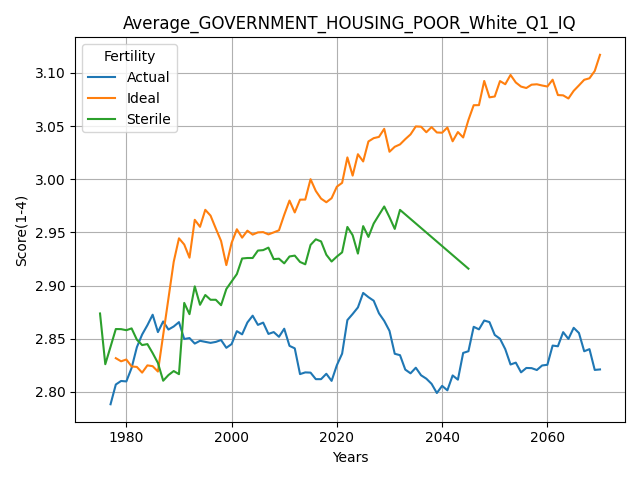 Average_GOVERNMENT_HOUSING_POOR_White_Q1_IQ
Fertility
Actual
Ideal
Sterile
Score(1-4)
3.10
3.05
3.00
2.95
2.90
2.85
2.80
1980 2000 2020 2040 2060
Years